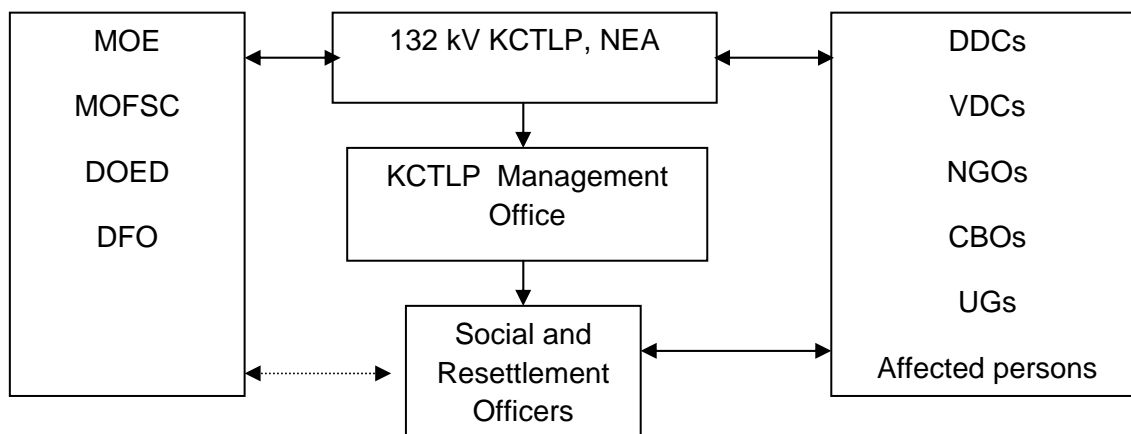 MOE
MOFSC
DOED
DFO
132 kV KCTLP, NEA
KCTLP Management
Office
Social and
Resettlement
Officers
DDCs
VDCs
NGOs
CBOs
UGs
Affected persons